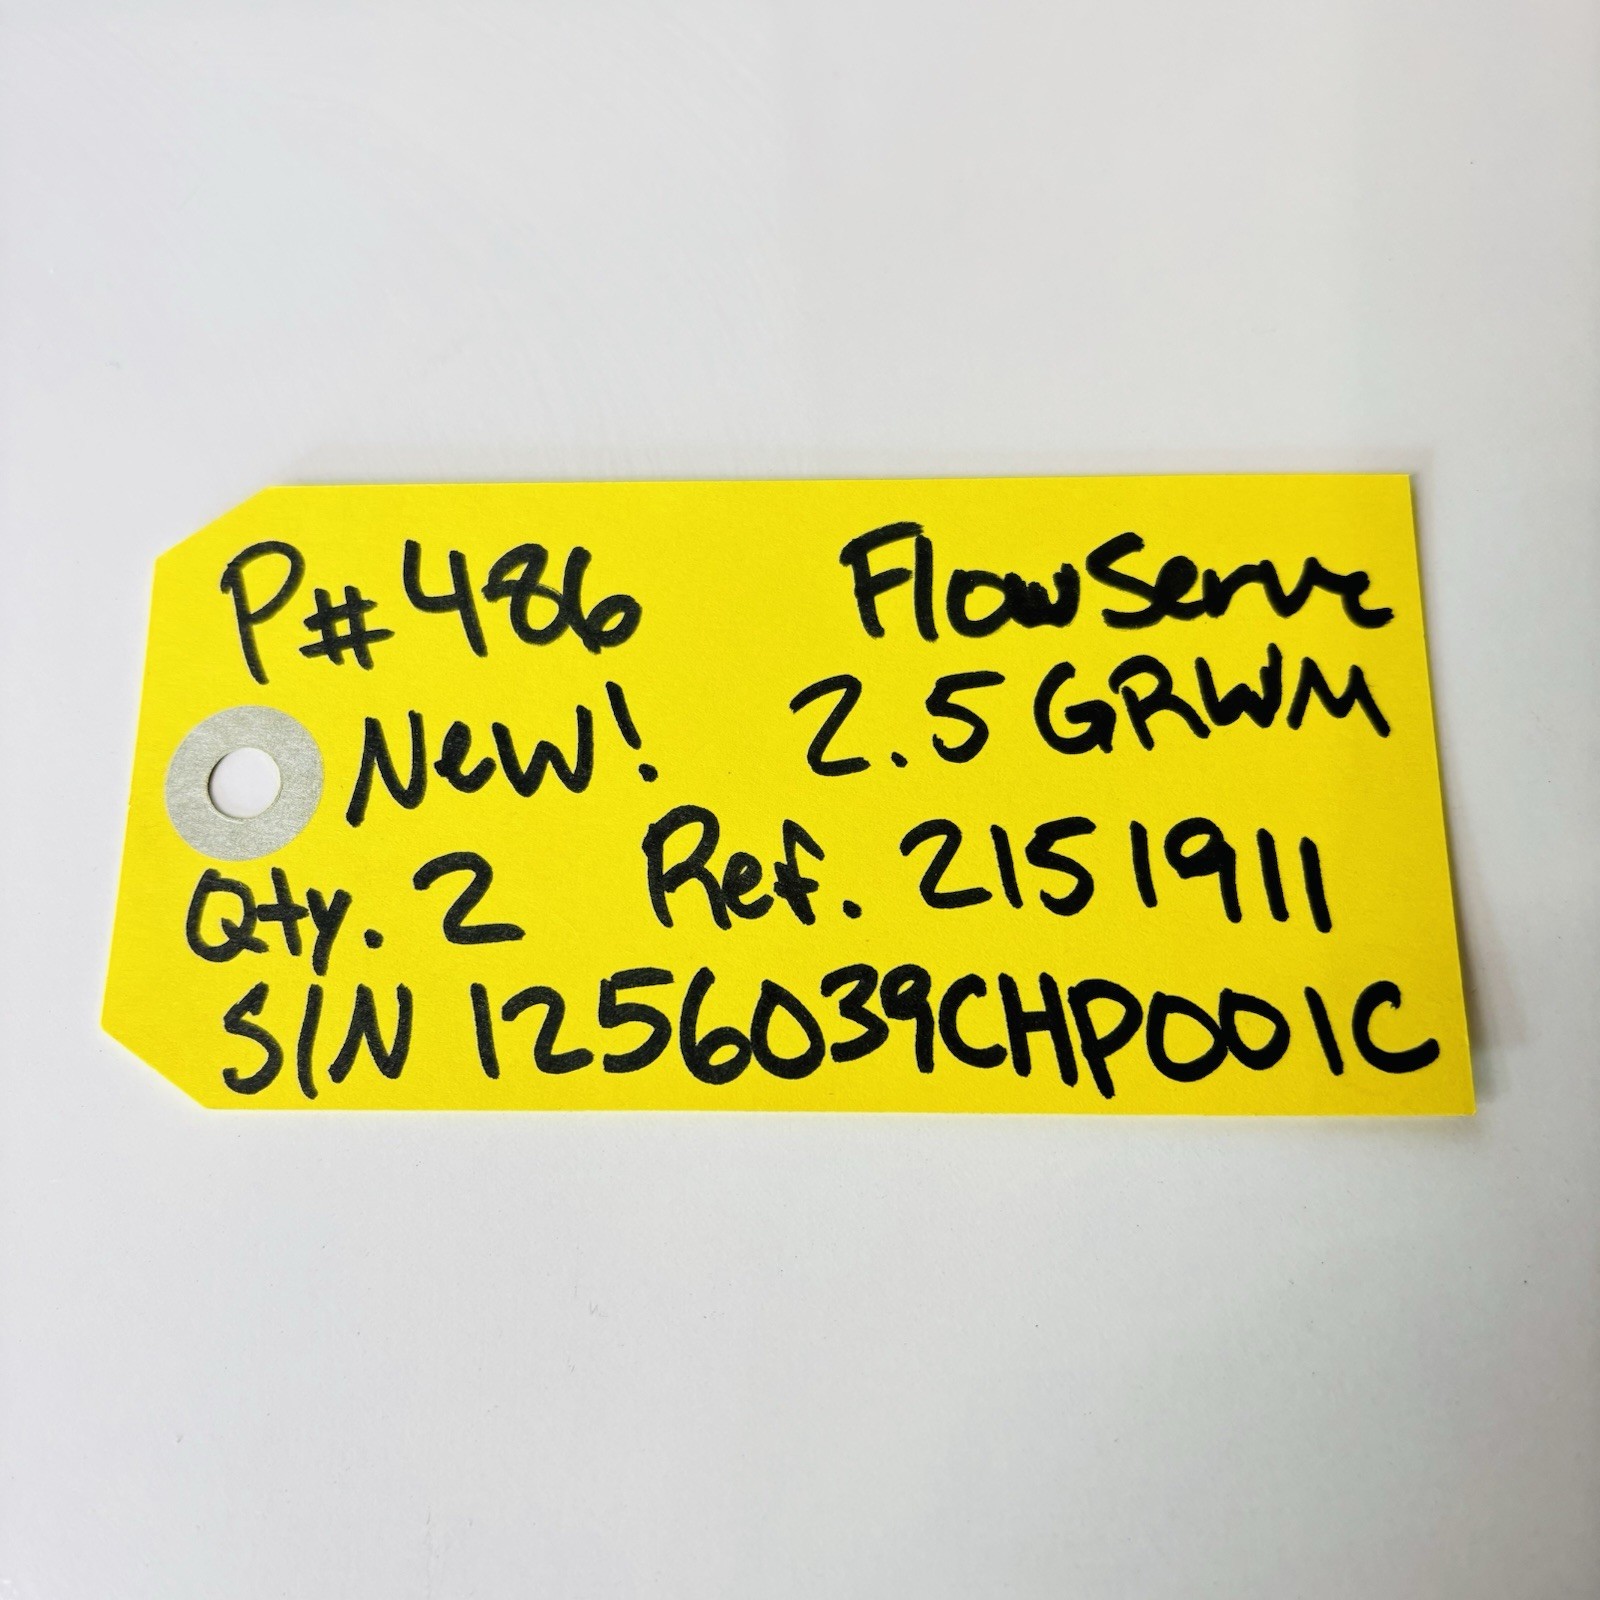 P# 486 FlowServe
New! 2.5 GRWM
Qty. 2 Ref. 2151911
S/N 1256039CHP001C